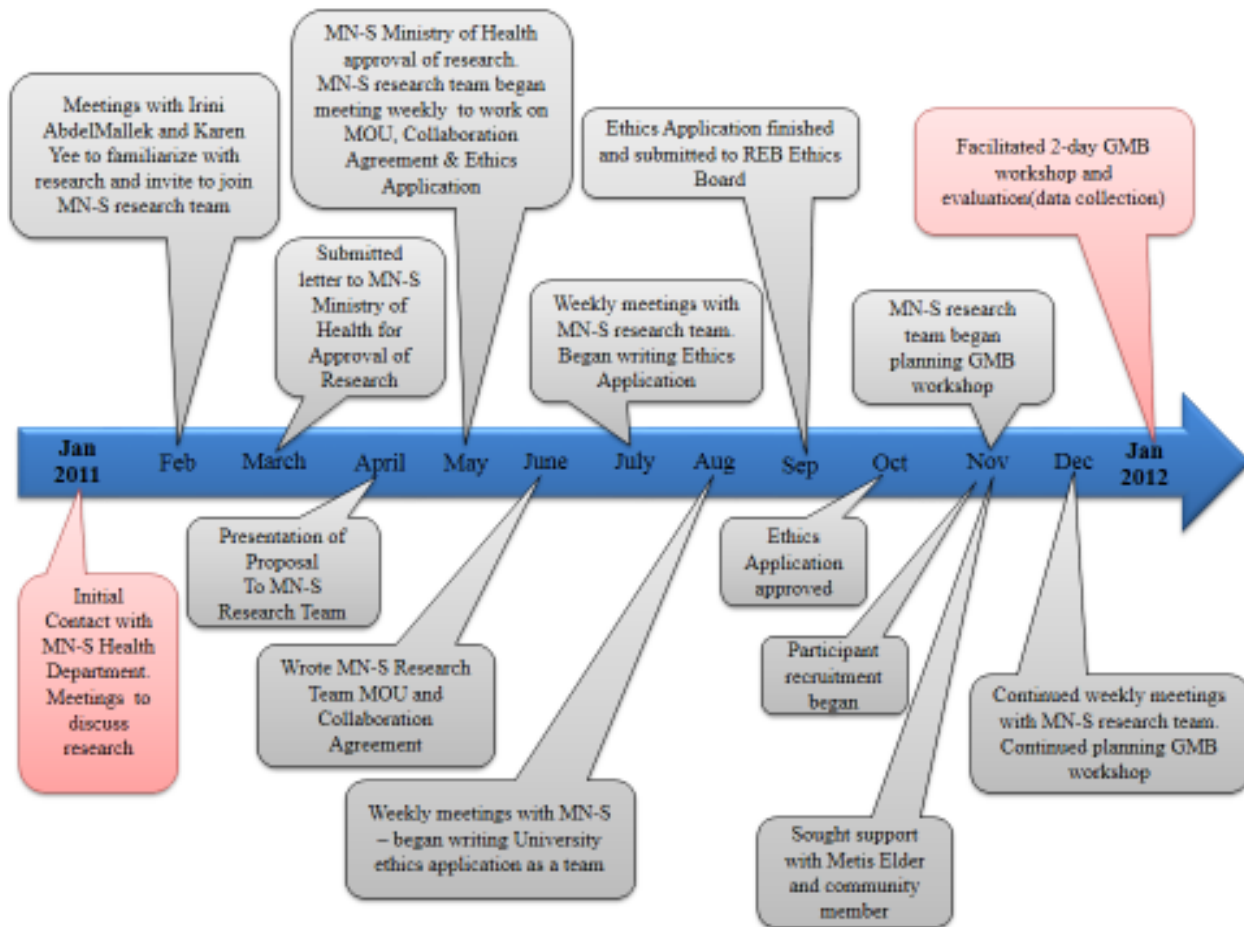 MN-S Ministry of Health
approval of research.
MN-S research team began
meeting weekly to work on
MOU, Collaboration
Agreement & Ethics
Application
Meetings with Irini
AbdelMallek and Karen
Yee to familiarize with
research and invite to join
MN-S research team
Ethics Application finished
and submitted to REB Ethics
Board
Facilitated 2-day GMB
workshop and
evaluation(data collection)
Submitted
letter to MN-S
Ministry of
Health for
Approval of
Research
Weekly meetings with
MN-S research team.
Began writing Ethics
Application
MN-S research
team began
planning GMB
workshop
Jan
2011
Feb
March
April
May
June
July
Aug
Sep
Oct
Nov
Dec
Jan
2012
Initial
Contact with
MN-S Health
Department.
Meetings to
discuss
research
Presentation of
Proposal
To MN-S
Research Team
Wrote MN-S Research
Team MOU and
Collaboration
Agreement
Weekly meetings with MN-S
– began writing University
ethics application as a team
Ethics
Application
approved
Participant
recruitment
began
Sought support
with Metis Elder
and community
member
Continued weekly meetings
with MN-S research team.
Continued planning GMB
workshop